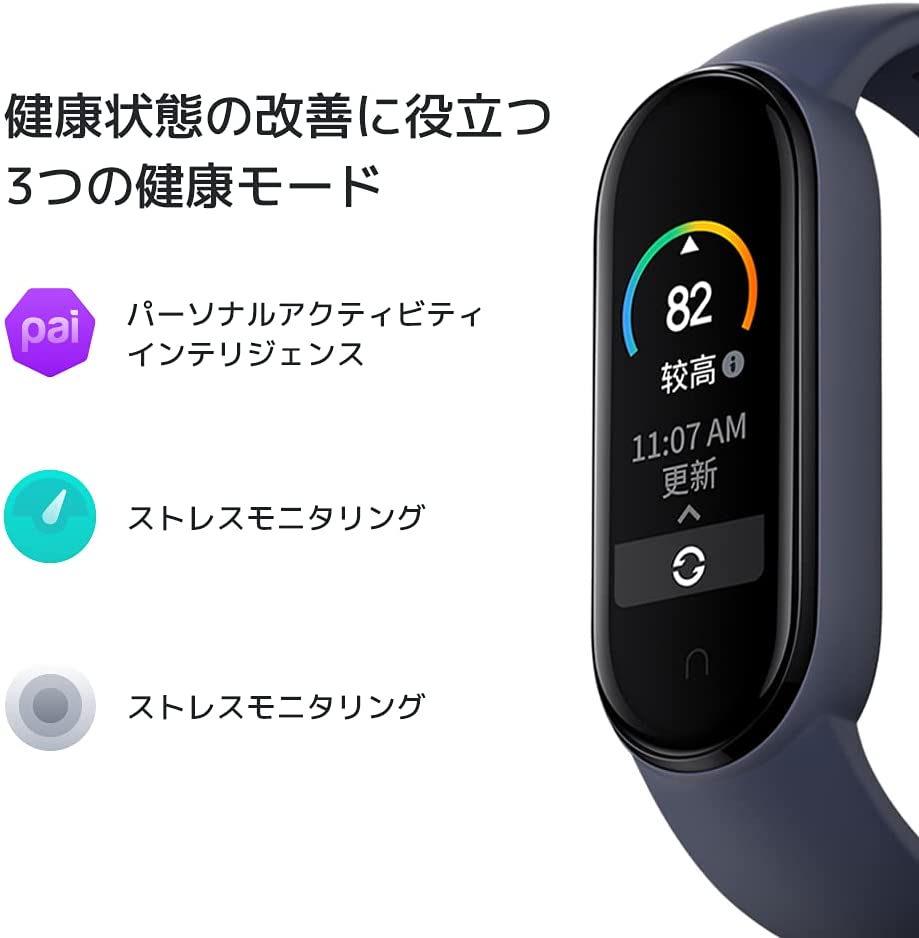 健康状態の改善に役立つ
3つの健康モード
pai
パーソナルアクティビティ
インテリジェンス
ストレスモニタリング
ストレスモニタリング
82
较高
11:07 AM
更新